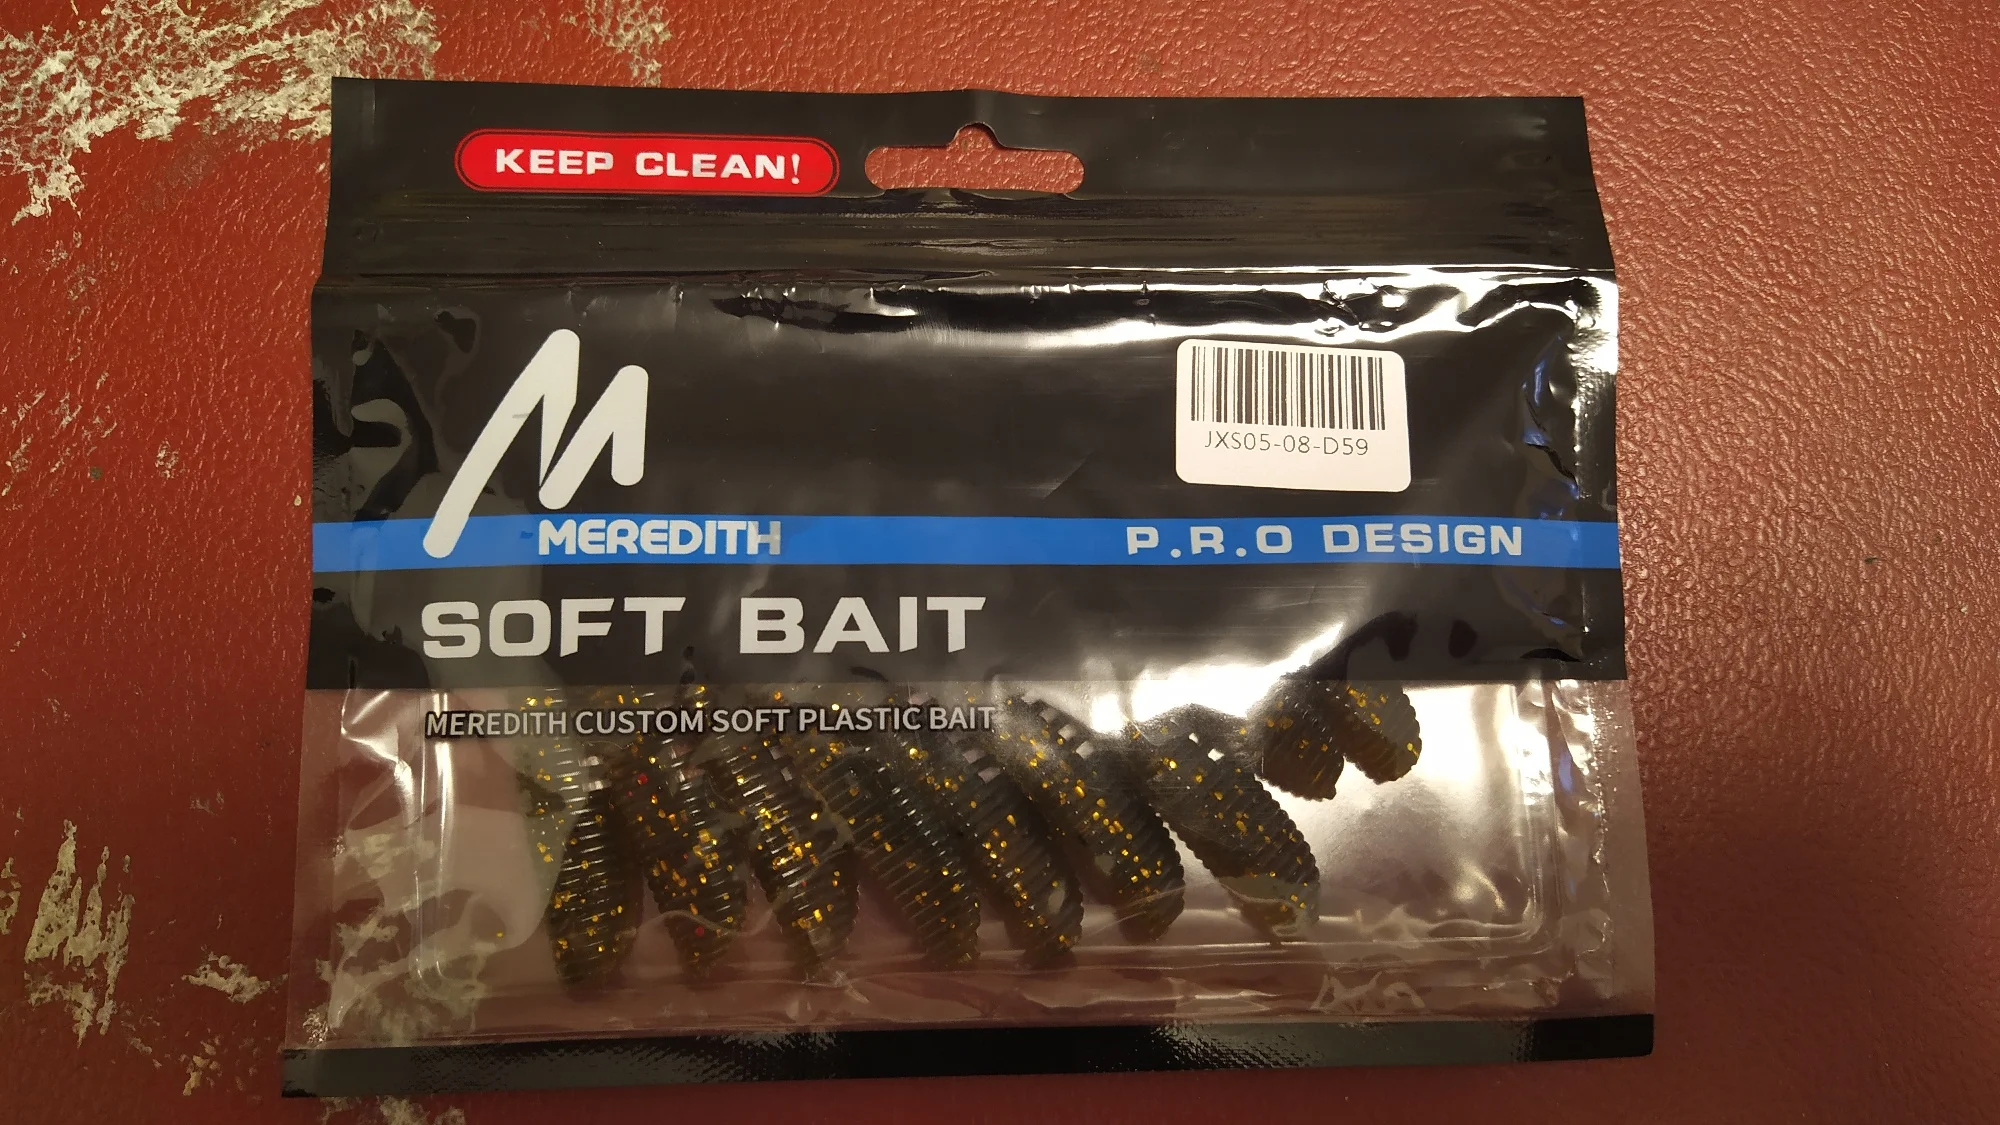 KEEP CLEAN!
JXS05-08-D59
MEREDITH
P.R.O DESIGN
SOFT BAIT
MEREDITH CUSTOM SOFT PLASTIC BAIT